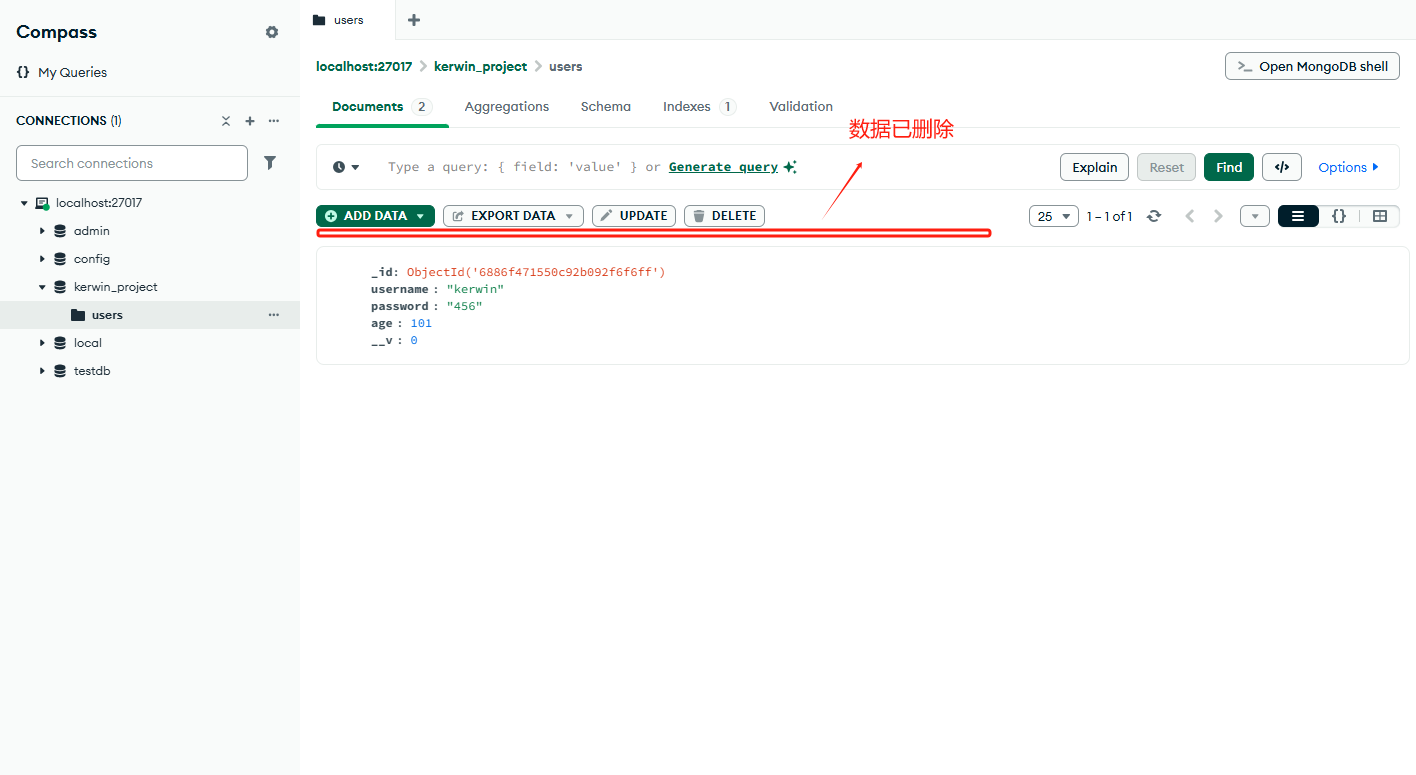 Compass
users
My Queries
localhost:27017 kerwin_project users
>_ Open MongoDB shell
Documents 2 Aggregations Schema Indexes 1 Validation
CONNECTIONS (1)
数据已删除
Search connections
Type a query: { field: 'value' } or Generate query
Explain Reset Find </> Options
ADD DATA EXPORT DATA UPDATE DELETE
25 1 – 1 of 1 {}
localhost:27017
admin
config
kerwin_project
users
local
testdb
_id: ObjectId('6886f471550c92b092f6f6ff')
username : "kerwin"
password : "456"
age : 101
__v : 0